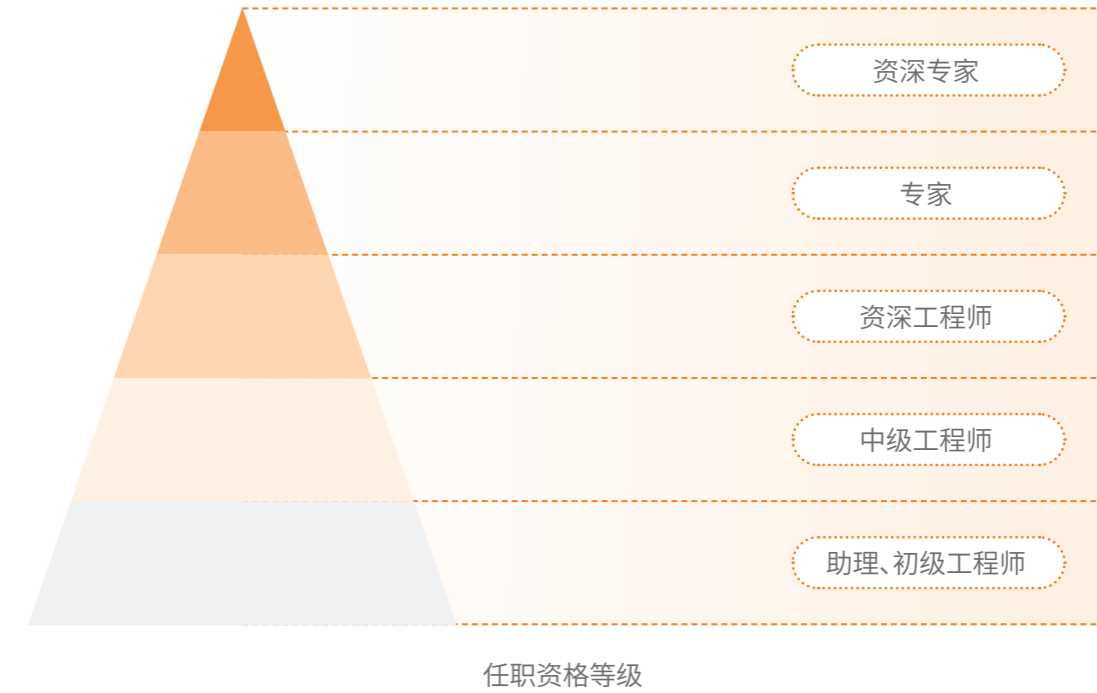 资深专家
专家
资深工程师
中级工程师
助理、初级工程师
任职资格等级